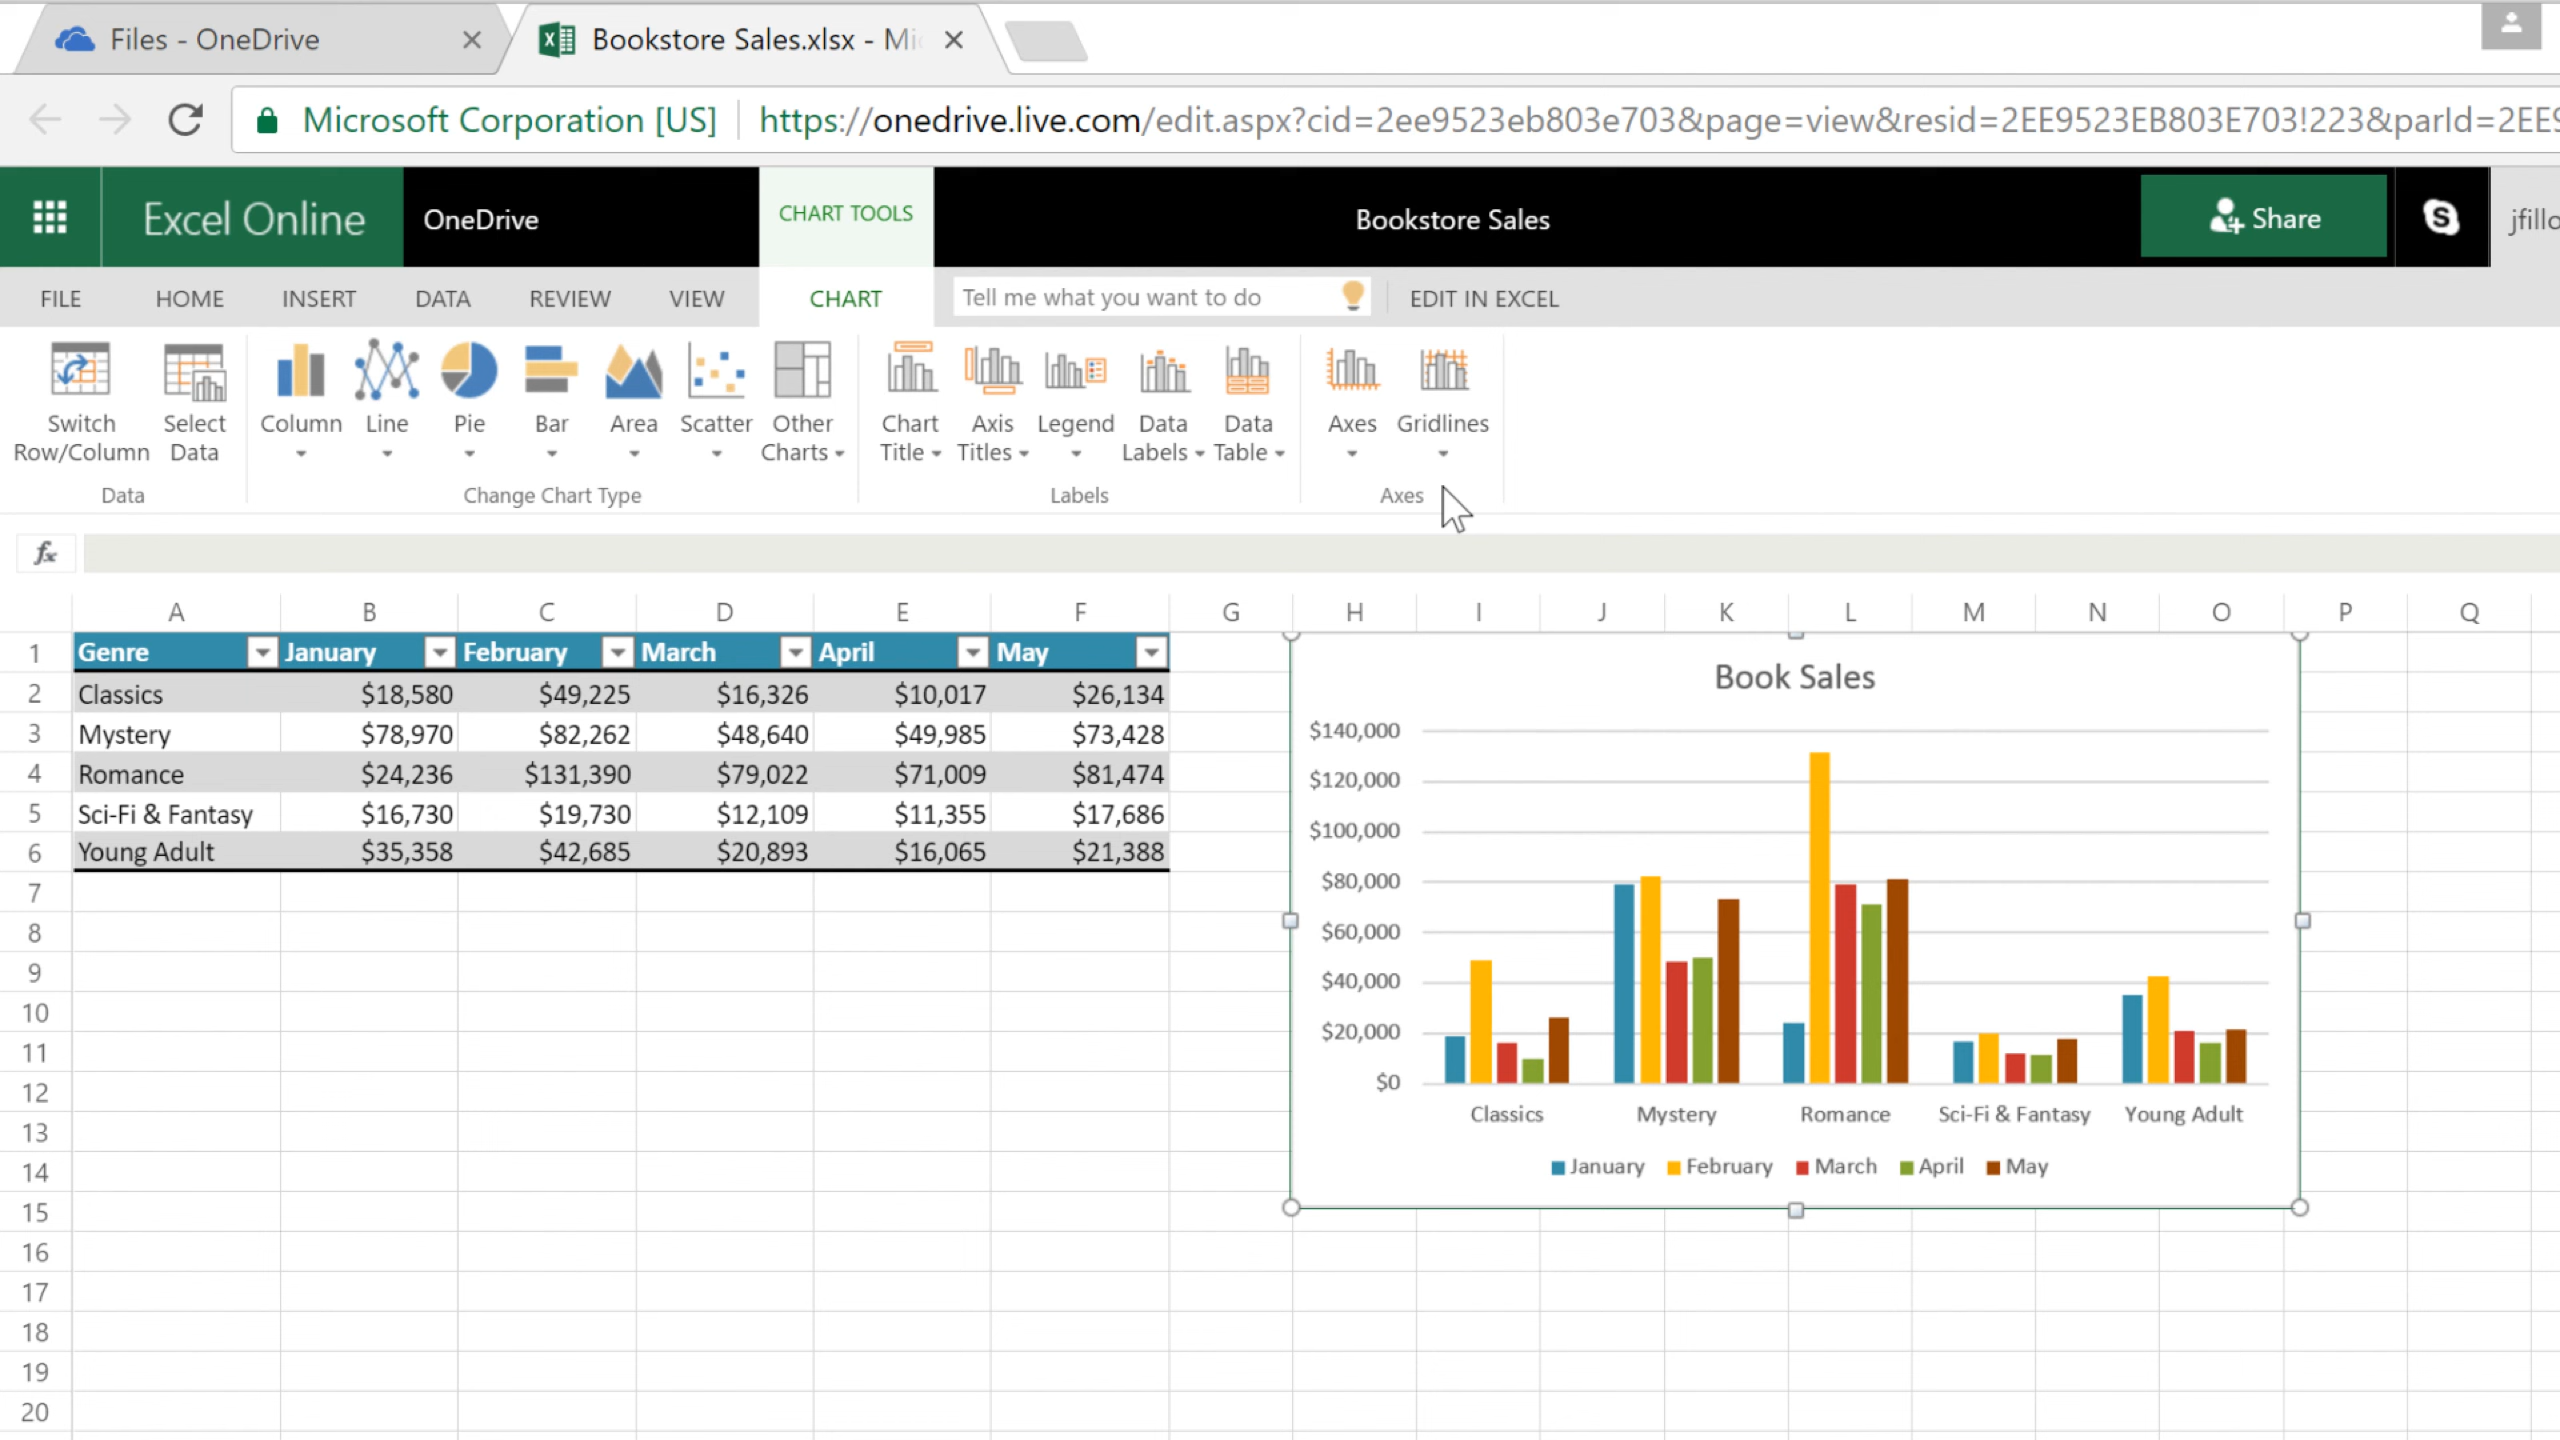 Files - OneDrive
Bookstore Sales.xlsx - Mi
Microsoft Corporation [US] https://onedrive.live.com/edit.aspx?cid=2ee9523eb803e703&page=view&resid=2EE9523EB803E703!223&parId=2EE9
Excel Online OneDrive CHART TOOLS Bookstore Sales Share jfillo
FILE HOME INSERT DATA REVIEW VIEW CHART Tell me what you want to do EDIT IN EXCEL
Switch Select Column Line Pie Bar Area Scatter Other Chart Axis Legend Data Data Axes Gridlines
Row/Column Data Charts Title Titles Labels Table
Data Change Chart Type Labels Axes
fx
A B C D E F G H I J K L M N O P Q
1 Genre January February March April May
2 Classics $18,580 $49,225 $16,326 $10,017 $26,134
3 Mystery $78,970 $82,262 $48,640 $49,985 $73,428
4 Romance $24,236 $131,390 $79,022 $71,009 $81,474
5 Sci-Fi & Fantasy $16,730 $19,730 $12,109 $11,355 $17,686
6 Young Adult $35,358 $42,685 $20,893 $16,065 $21,388
7
8
9
10
11
12
13
14
15
16
17
18
19
20
Book Sales
$140,000
$120,000
$100,000
$80,000
$60,000
$40,000
$20,000
$0
Classics Mystery Romance Sci-Fi & Fantasy Young Adult
January February March April May